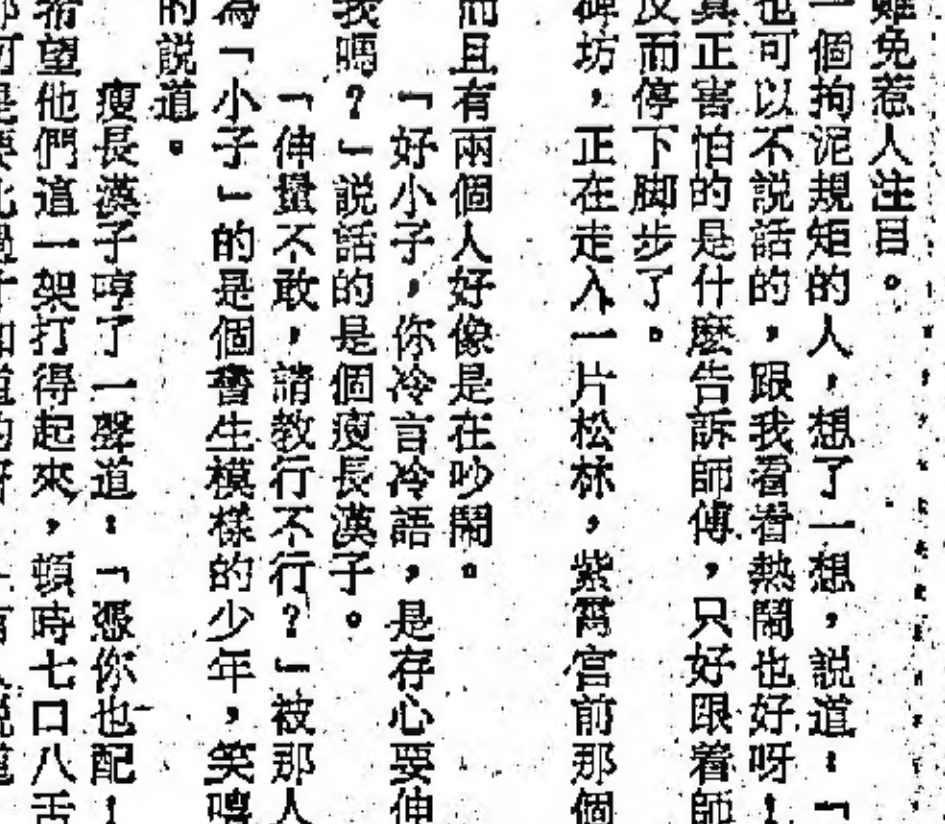 難免惹人注目。
一個拘泥規矩的人，想了一想，説道：「
也可以不説話的，跟我看看熱鬧也好呀！
真正害怕的是什麼告訴師傅，只好跟着師
反而停下脚步了。
碑坊，正在走入一片松林，紫霄宫前那個
而且有兩個人好像是在吵鬧。
「好小子，你冷言冷語，是存心要伸
我嗎？」説話的是個瘦長漢子。
「伸量不敢，請教行不行？」被那人
為「小子」的是個書生模樣的少年，笑嘻
的説道。
瘦長漢子哼了一聲道：「憑你也配！
希望他們這一架打得起來，頓時七口八舌